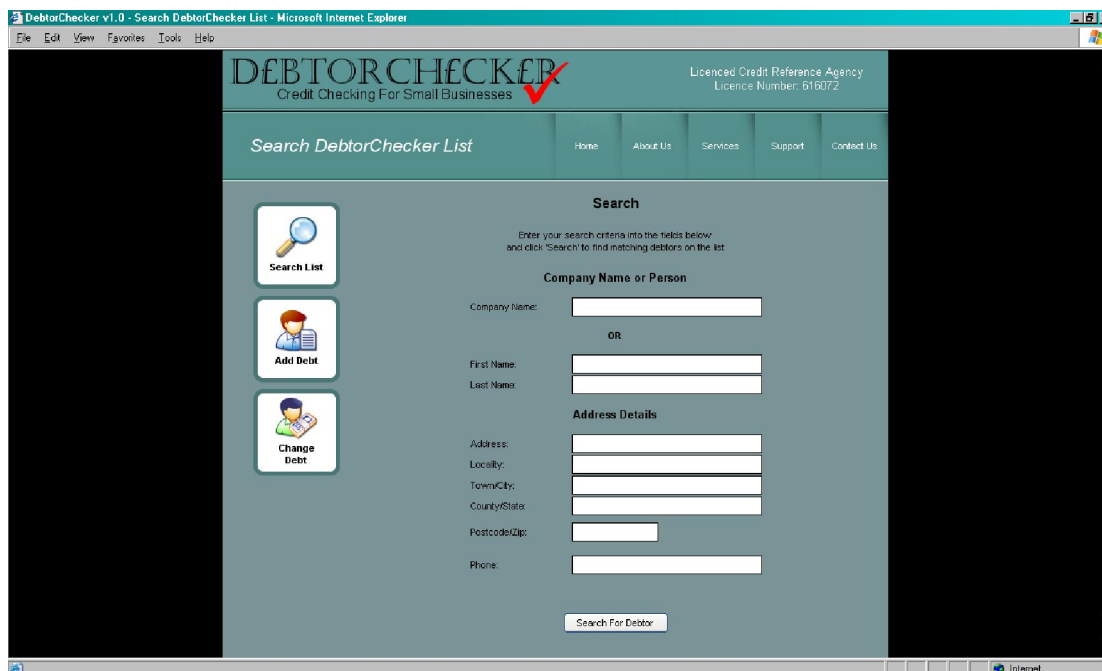 DebtorChecker v1.0 - Search DebtorChecker List - Microsoft Internet Explorer
File Edit View Favorites Tools Help
D£BTORCH£CK£R
Credit Checking For Small Businesses
Licenced Credit Reference Agency
Licence Number: 616072
Search DebtorChecker List
Home About Us Services Support Contact Us
Search List
Add Debt
Change
Debt
Search
Enter your search criteria into the fields below
and click 'Search' to find matching debtors on the list
Company Name or Person
Company Name:
OR
First Name:
Last Name:
Address Details
Address:
Locality:
Town/City:
County/State:
Postcode/Zip:
Phone:
Search For Debtor
Internet